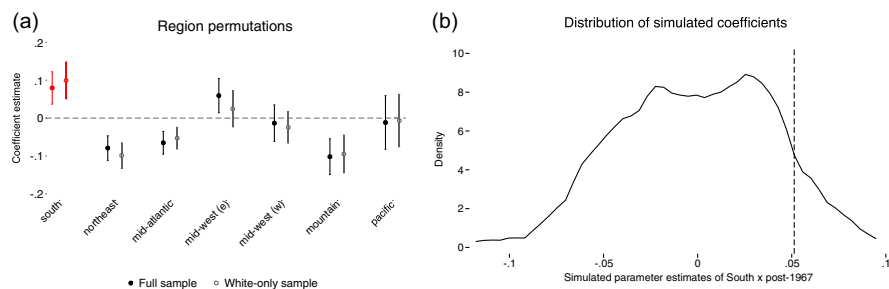 (a)
Region permutations
Coefficient estimate
.2
.1
0
-.1
-.2
south
northeast
mid-atlantic
mid-west (e)
mid-west (w)
mountain
pacific
Full sample
White-only sample
(b)
Distribution of simulated coefficients
Density
10
8
6
4
2
0
-.1
-.05
0
.05
.1
Simulated parameter estimates of South x post-1967